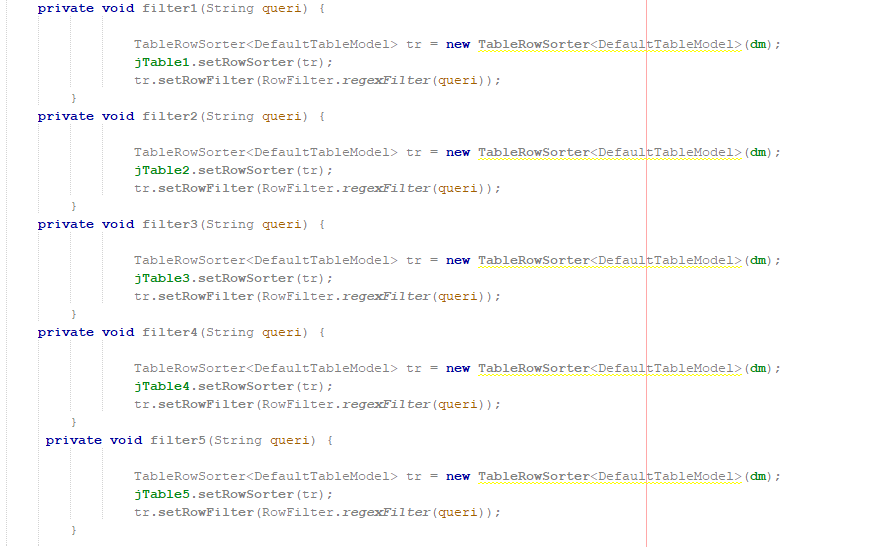 private void filter1(String queri) {
TableRowSorter<DefaultTableModel> tr = new TableRowSorter<DefaultTableModel>(dm);
jTable1.setRowSorter(tr);
tr.setRowFilter(RowFilter.regexFilter(queri));
}
private void filter2(String queri) {
TableRowSorter<DefaultTableModel> tr = new TableRowSorter<DefaultTableModel>(dm);
jTable2.setRowSorter(tr);
tr.setRowFilter(RowFilter.regexFilter(queri));
}
private void filter3(String queri) {
TableRowSorter<DefaultTableModel> tr = new TableRowSorter<DefaultTableModel>(dm);
jTable3.setRowSorter(tr);
tr.setRowFilter(RowFilter.regexFilter(queri));
}
private void filter4(String queri) {
TableRowSorter<DefaultTableModel> tr = new TableRowSorter<DefaultTableModel>(dm);
jTable4.setRowSorter(tr);
tr.setRowFilter(RowFilter.regexFilter(queri));
}
private void filter5(String queri) {
TableRowSorter<DefaultTableModel> tr = new TableRowSorter<DefaultTableModel>(dm);
jTable5.setRowSorter(tr);
tr.setRowFilter(RowFilter.regexFilter(queri));
}